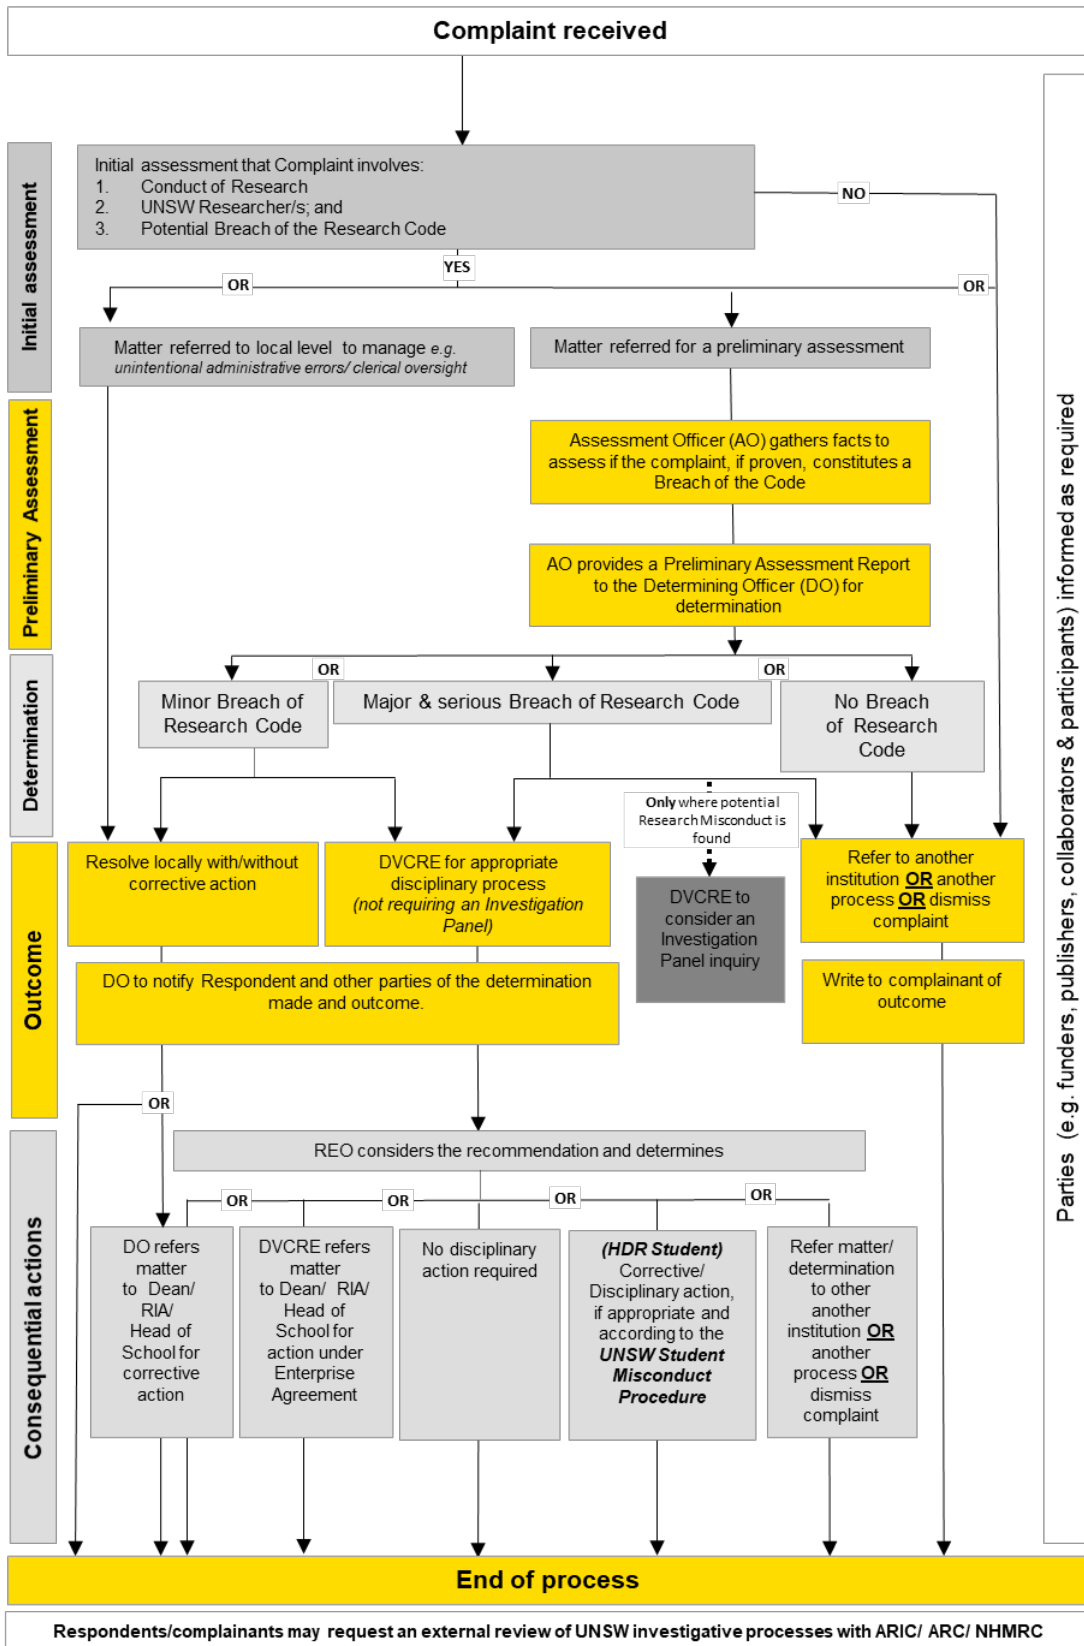 Complaint received
Initial assessment
Initial assessment that Complaint involves:
1. Conduct of Research
2. UNSW Researcher/s; and
3. Potential Breach of the Research Code
NO
YES
OR
OR
Matter referred to local level to manage e.g.
unintentional administrative errors/ clerical oversight
Matter referred for a preliminary assessment
Preliminary Assessment
Assessment Officer (AO) gathers facts to
assess if the complaint, if proven, constitutes a
Breach of the Code
AO provides a Preliminary Assessment Report
to the Determining Officer (DO) for
determination
Determination
OR
OR
Minor Breach of
Research Code
Major & serious Breach of Research Code
No Breach
of Research
Code
Only where potential
Research Misconduct is
found
Outcome
Resolve locally with/without
corrective action
DVCRE for appropriate
disciplinary process
(not requiring an Investigation
Panel)
DVCRE to
consider an
Investigation
Panel inquiry
Refer to another
institution OR another
process OR dismiss
complaint
DO to notify Respondent and other parties of the determination
made and outcome.
Write to complainant of
outcome
OR
Consequential actions
REO considers the recommendation and determines
OR
OR
OR
OR
DO refers
matter
to Dean/
RIA/
Head of
School for
corrective
action
DVCRE refers
matter
to Dean/ RIA/
Head of
School for
action under
Enterprise
Agreement
No disciplinary
action required
(HDR Student)
Corrective/
Disciplinary action,
if appropriate and
according to the
UNSW Student
Misconduct
Procedure
Refer matter/
determination
to other
another
institution OR
another
process OR
dismiss
complaint
Parties (e.g. funders, publishers, collaborators & participants) informed as required
End of process
Respondents/complainants may request an external review of UNSW investigative processes with ARIC/ ARC/ NHMRC